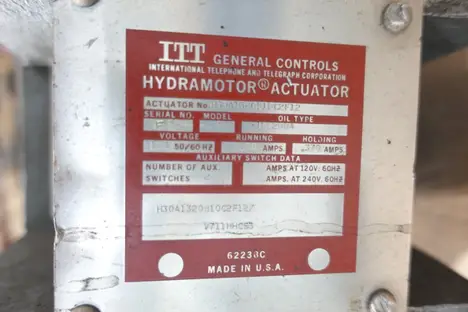 ITT GENERAL CONTROLS
INTERNATIONAL TELEPHONE AND TELEGRAPH CORPORATION
HYDRAMOTOR® ACTUATOR
ACTUATOR No.
SERIAL NO. MODEL OIL TYPE
VOLTAGE RUNNING HOLDING
50/60 Hz AMPS. AMPS.
AUXILIARY SWITCH DATA
NUMBER OF AUX. AMPS AT 120V. 60Hz
SWITCHES AMPS. AT 240V. 60Hz
62238C
MADE IN U.S.A.